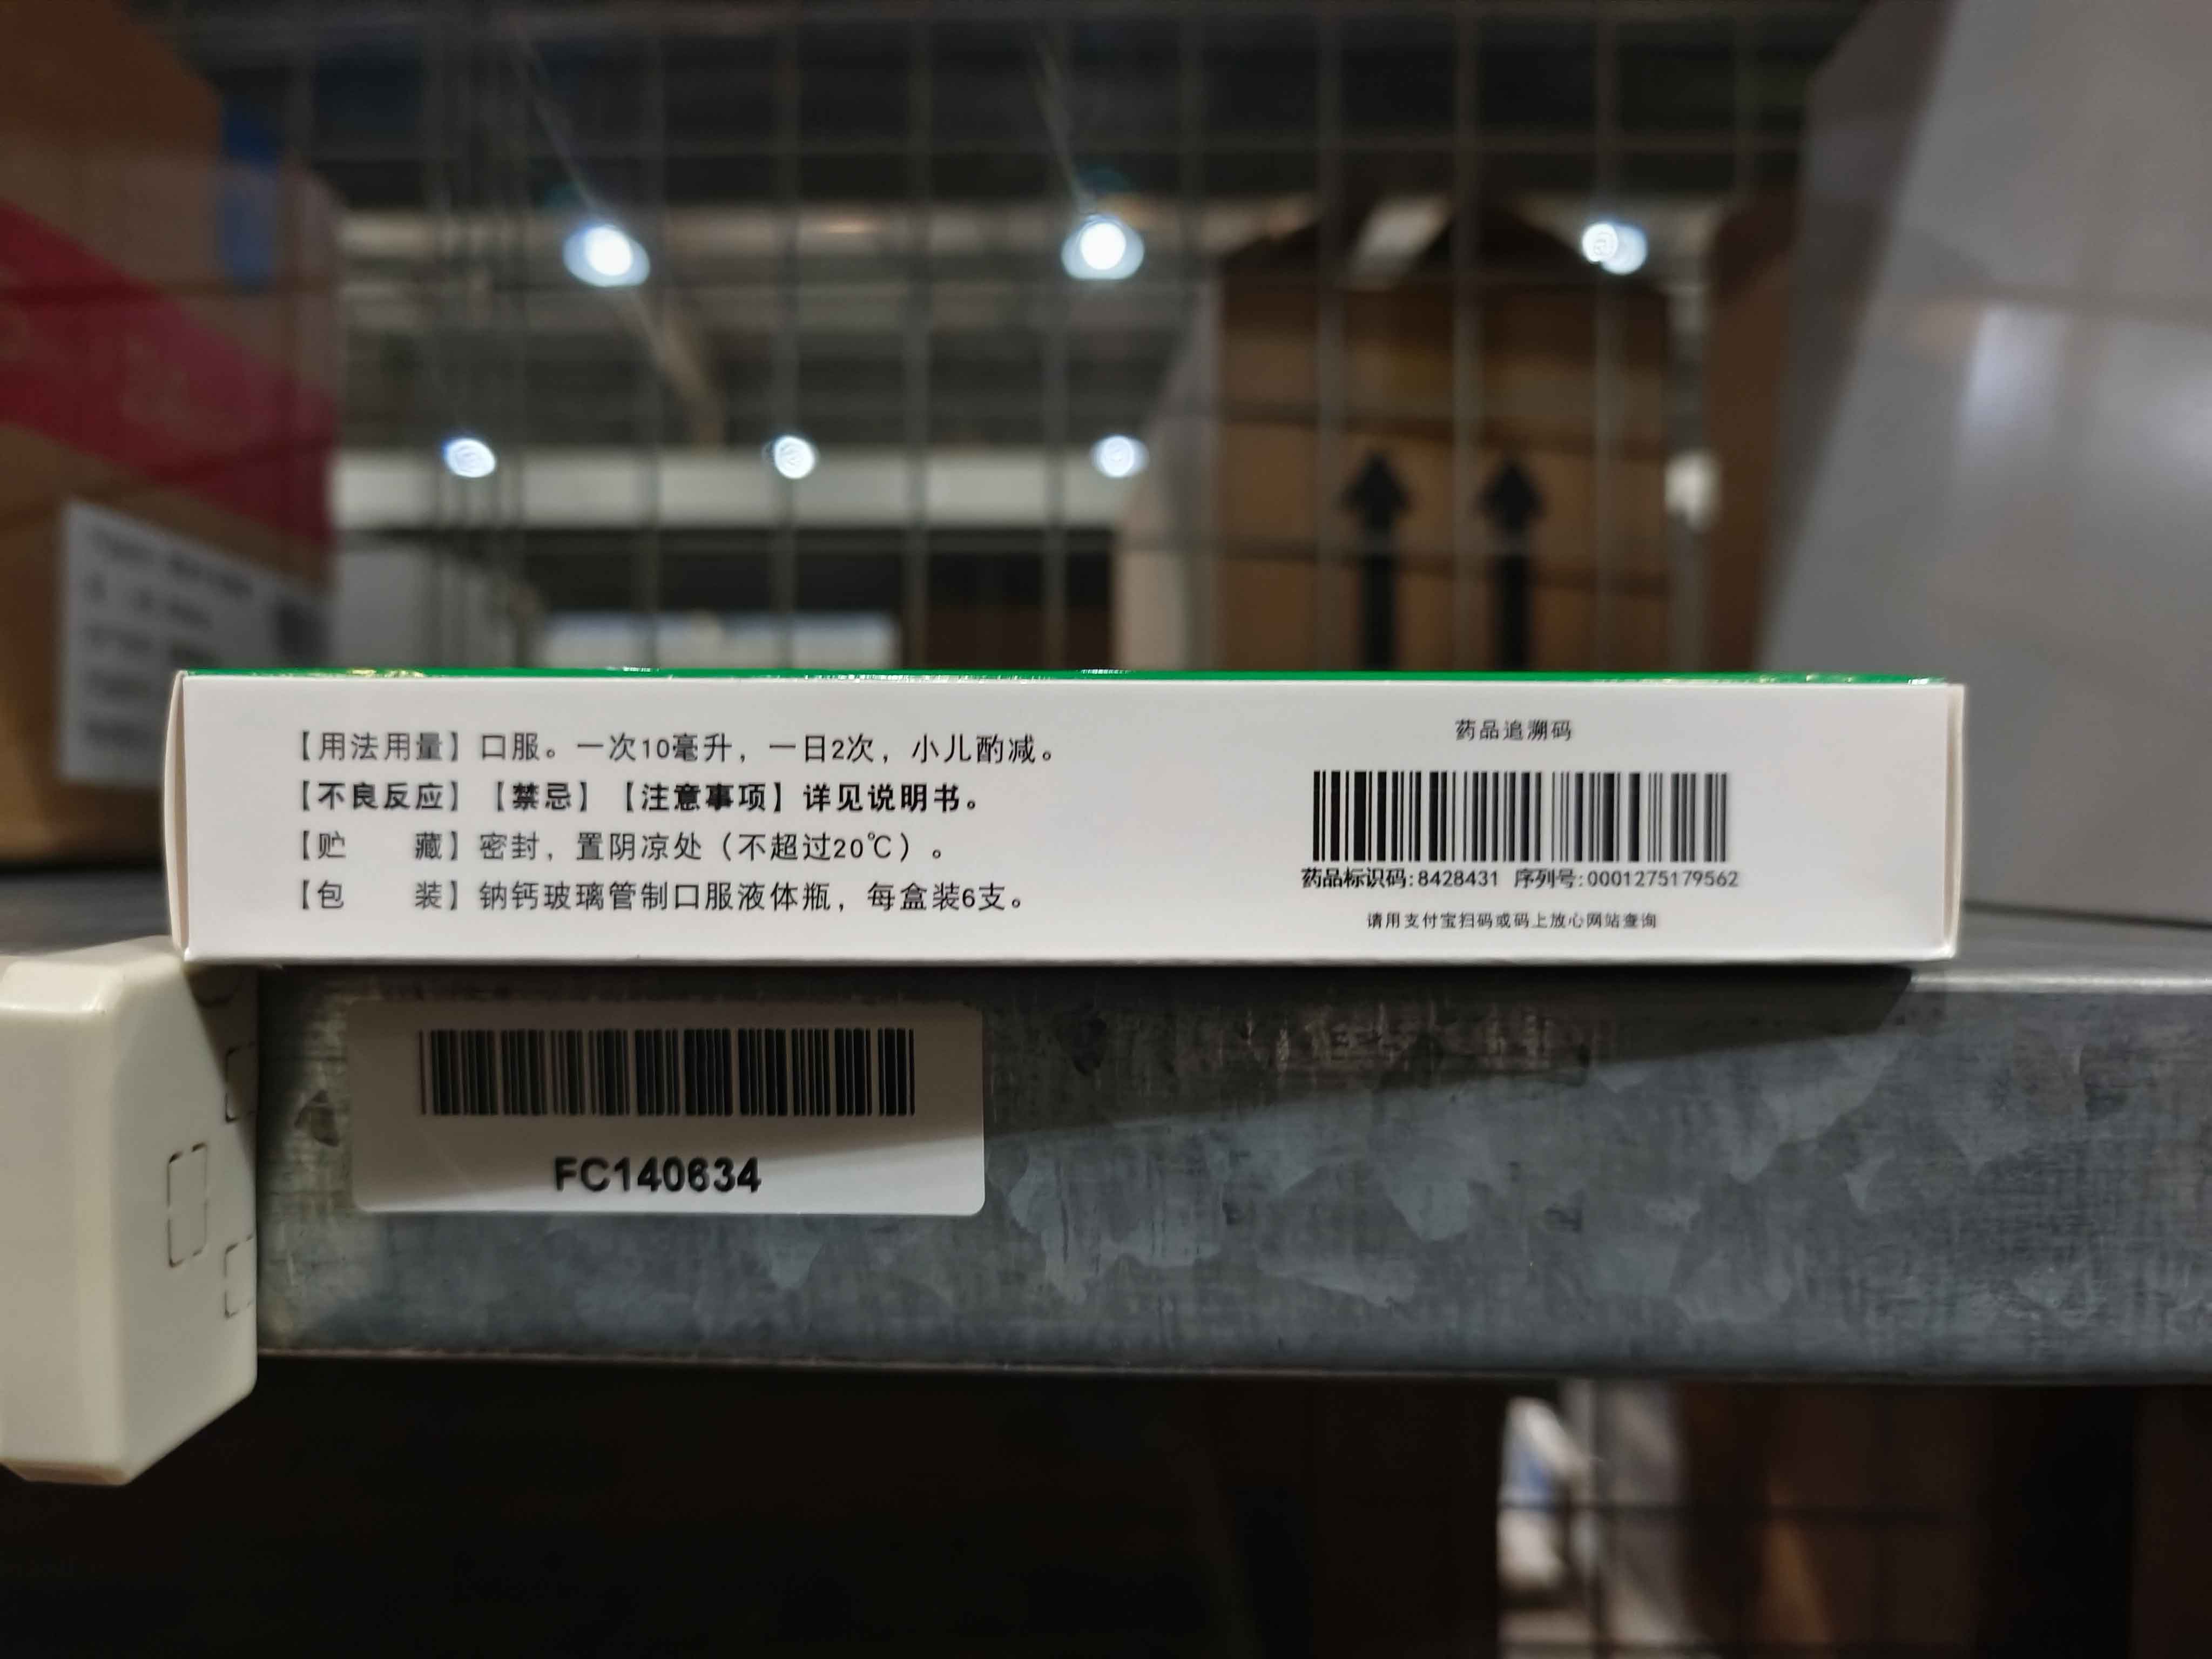 【用法用量】口服。一次10毫升，一日2次，小儿酌减。
【不良反应】【禁忌】【注意事项】详见说明书。
【贮　　藏】密封，置阴凉处（不超过20℃）。
【包　　装】钠钙玻璃管制口服液体瓶，每盒装6支。
药品追溯码
药品标识码:8428431 序列号:0001275179562
请用支付宝扫码或码上放心网站查询
FC140634